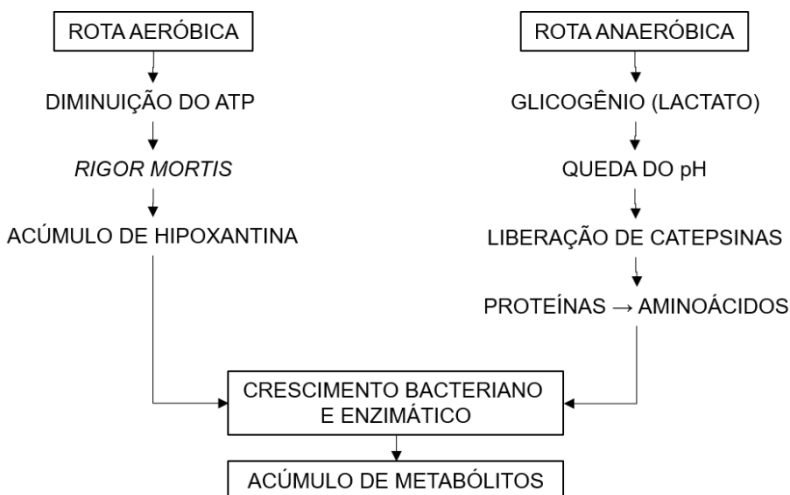 ROTA AERÓBICA
DIMINUIÇÃO DO ATP
RIGOR MORTIS
ACÚMULO DE HIPOXANTINA
ROTA ANAERÓBICA
GLICOGÊNIO (LACTATO)
QUEDA DO pH
LIBERAÇÃO DE CATEPSINAS
PROTEÍNAS → AMINOÁCIDOS
CRESCIMENTO BACTERIANO
E ENZIMÁTICO
ACÚMULO DE METABÓLITOS